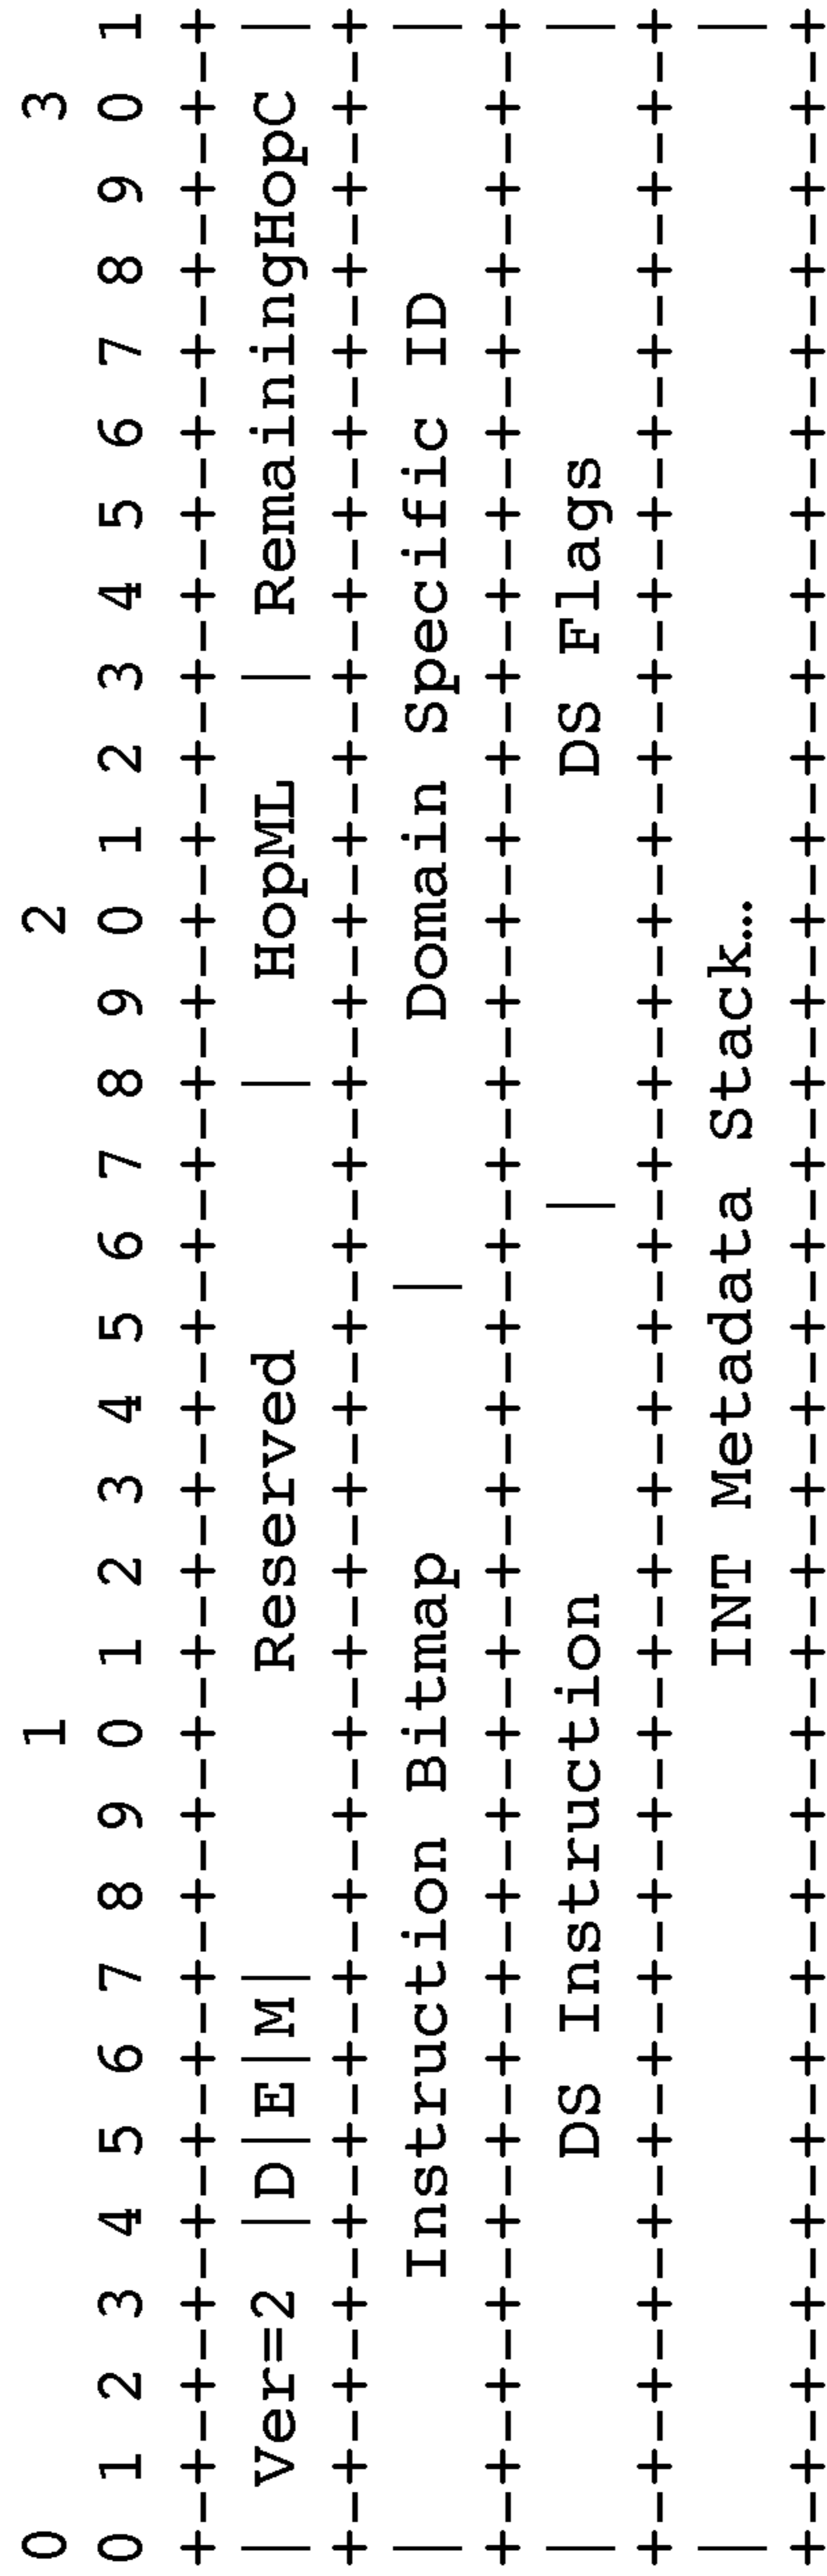 0                   1                   2                   3
0 1 2 3 4 5 6 7 8 9 0 1 2 3 4 5 6 7 8 9 0 1 2 3 4 5 6 7 8 9 0 1
+-+-+-+-+-+-+-+-+-+-+-+-+-+-+-+-+-+-+-+-+-+-+-+-+-+-+-+-+-+-+-+-+
| Ver=2 |D|E|M|       Reserved      |  HopML  | RemainingHopC |
+-+-+-+-+-+-+-+-+-+-+-+-+-+-+-+-+-+-+-+-+-+-+-+-+-+-+-+-+-+-+-+-+
|      Instruction Bitmap      |      Domain Specific ID      |
+-+-+-+-+-+-+-+-+-+-+-+-+-+-+-+-+-+-+-+-+-+-+-+-+-+-+-+-+-+-+-+-+
|         DS Instruction         |          DS Flags          |
+-+-+-+-+-+-+-+-+-+-+-+-+-+-+-+-+-+-+-+-+-+-+-+-+-+-+-+-+-+-+-+-+
|                     INT Metadata Stack…                     |
+-+-+-+-+-+-+-+-+-+-+-+-+-+-+-+-+-+-+-+-+-+-+-+-+-+-+-+-+-+-+-+-+